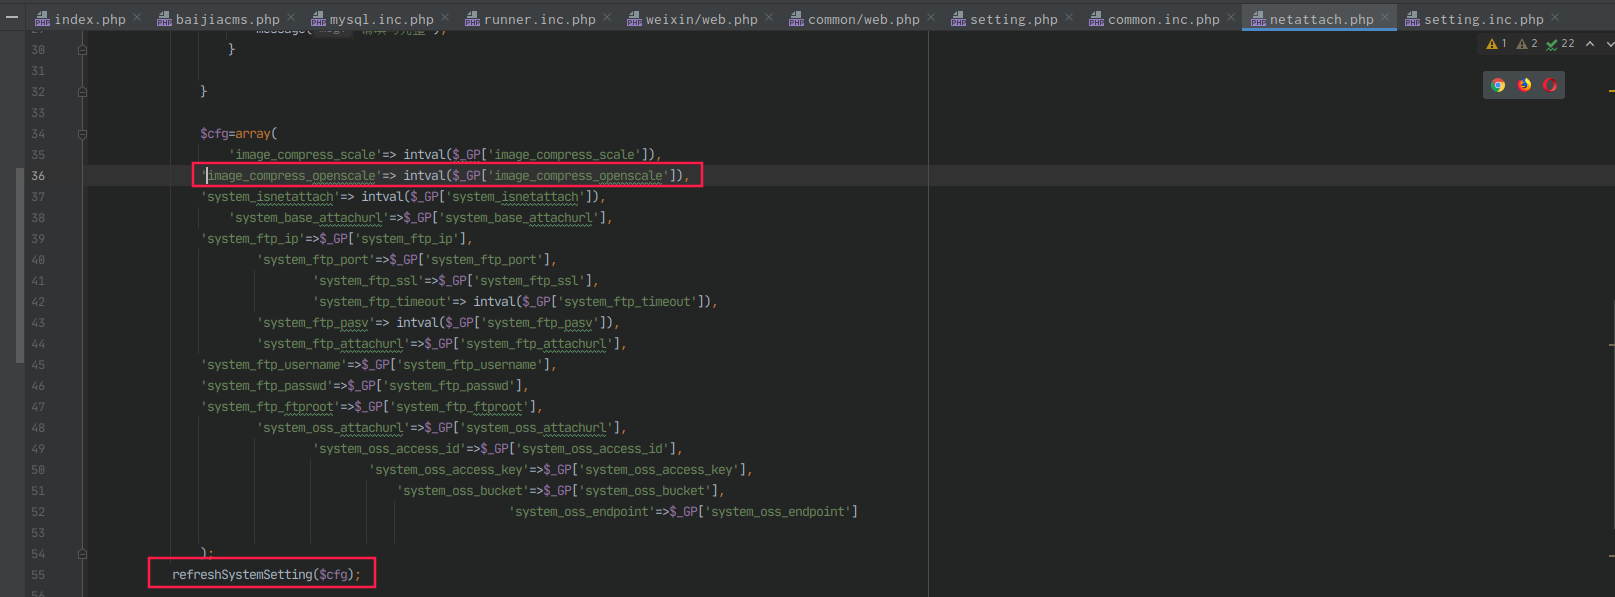 index.php baijiacms.php mysql.inc.php runner.inc.php weixin/web.php common/web.php setting.php common.inc.php netattach.php setting.inc.php
1 2 22
30 }
31
32 }
33
34 $cfg=array(
35 'image_compress_scale'=> intval($_GP['image_compress_scale']),
36 'image_compress_openscale'=> intval($_GP['image_compress_openscale']),
37 'system_isnetattach'=> intval($_GP['system_isnetattach']),
38 'system_base_attachurl'=>$_GP['system_base_attachurl'],
39 'system_ftp_ip'=>$_GP['system_ftp_ip'],
40 'system_ftp_port'=>$_GP['system_ftp_port'],
41 'system_ftp_ssl'=>$_GP['system_ftp_ssl'],
42 'system_ftp_timeout'=> intval($_GP['system_ftp_timeout']),
43 'system_ftp_pasv'=> intval($_GP['system_ftp_pasv']),
44 'system_ftp_attachurl'=>$_GP['system_ftp_attachurl'],
45 'system_ftp_username'=>$_GP['system_ftp_username'],
46 'system_ftp_passwd'=>$_GP['system_ftp_passwd'],
47 'system_ftp_ftproot'=>$_GP['system_ftp_ftproot'],
48 'system_oss_attachurl'=>$_GP['system_oss_attachurl'],
49 'system_oss_access_id'=>$_GP['system_oss_access_id'],
50 'system_oss_access_key'=>$_GP['system_oss_access_key'],
51 'system_oss_bucket'=>$_GP['system_oss_bucket'],
52 'system_oss_endpoint'=>$_GP['system_oss_endpoint']
53
54 );
55 refreshSystemSetting($cfg);
56